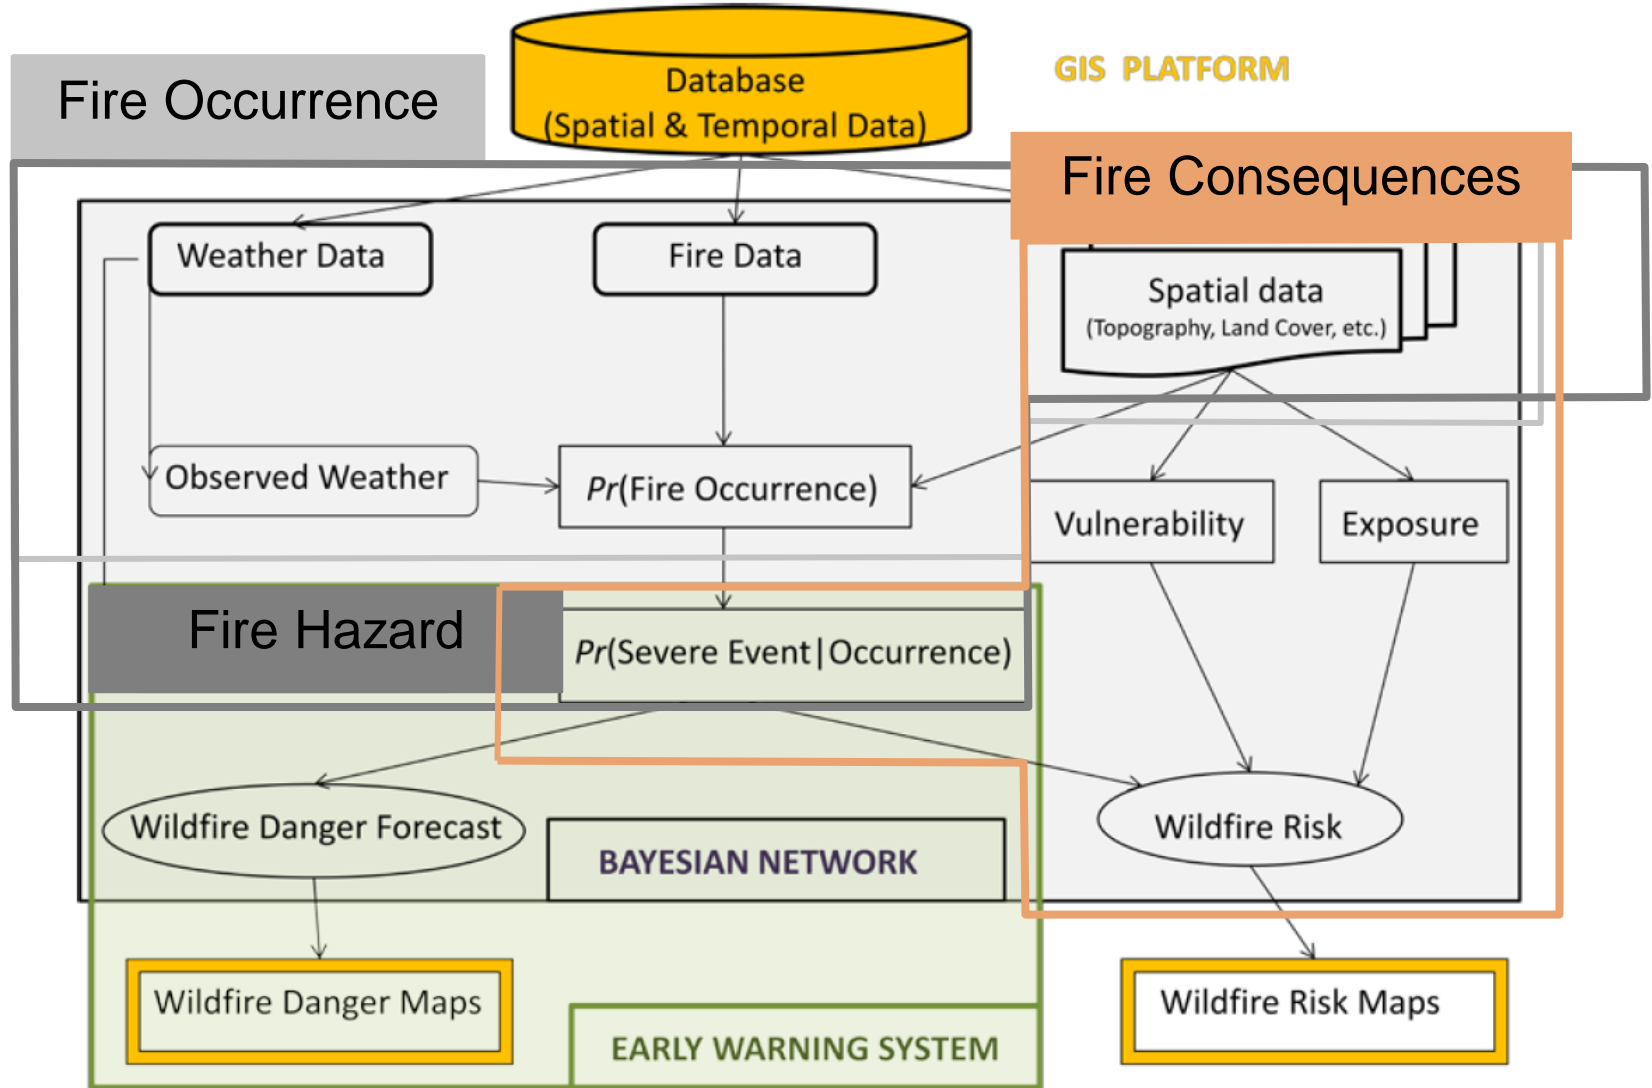 Database
(Spatial & Temporal Data)
GIS PLATFORM
Fire Occurrence
Fire Consequences
Weather Data
Fire Data
Spatial data
(Topography, Land Cover, etc.)
Observed Weather
Pr(Fire Occurrence)
Vulnerability
Exposure
Fire Hazard
Pr(Severe Event|Occurrence)
Wildfire Danger Forecast
BAYESIAN NETWORK
Wildfire Risk
Wildfire Danger Maps
EARLY WARNING SYSTEM
Wildfire Risk Maps